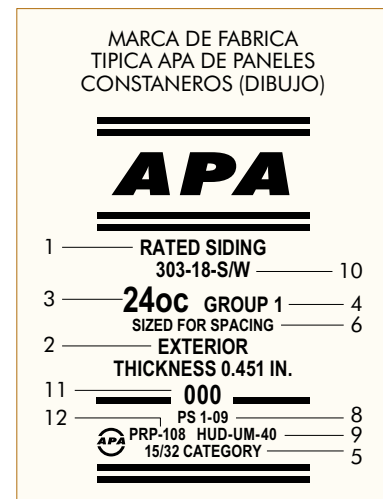 MARCA DE FABRICA
TIPICA APA DE PANELES
CONSTANEROS (DIBUJO)
APA
1 RATED SIDING
303-18-S/W 10
3 24oc GROUP 1 4
SIZED FOR SPACING 6
2 EXTERIOR
THICKNESS 0.451 IN.
11 000
12 PS 1-09 8
APA PRP-108 HUD-UM-40 9
15/32 CATEGORY 5